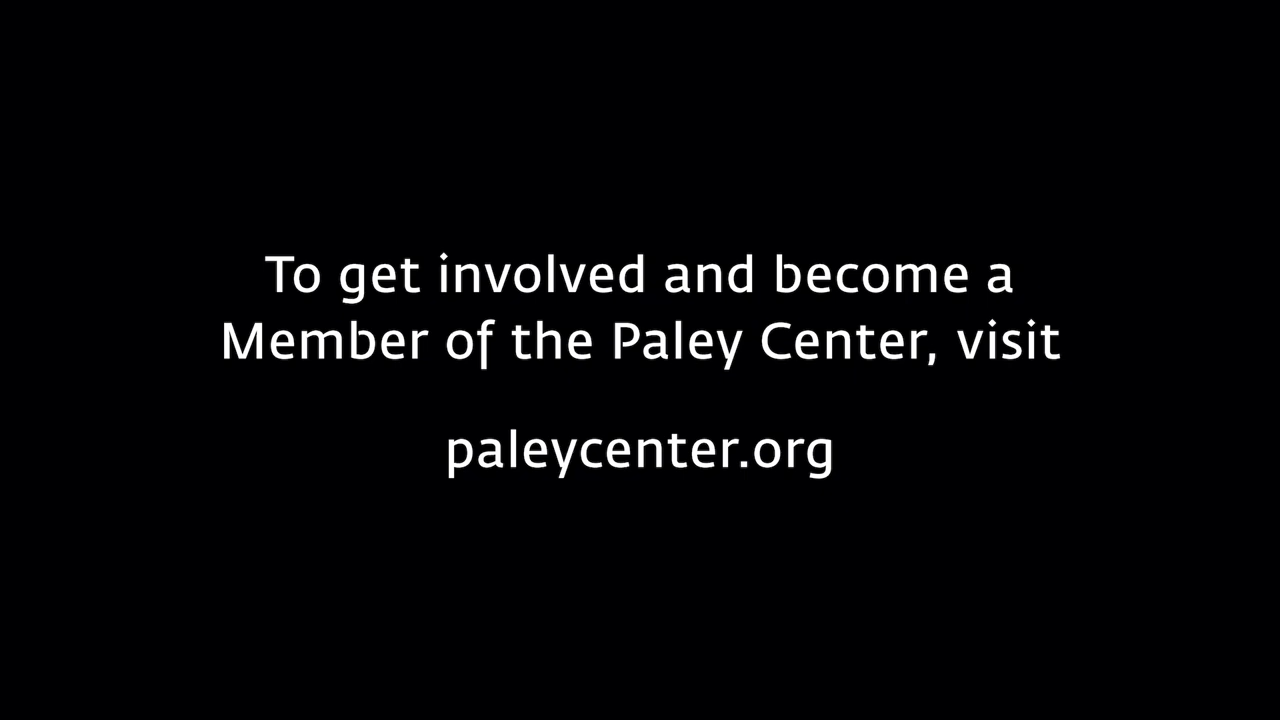 To get involved and become a
Member of the Paley Center, visit
paleycenter.org